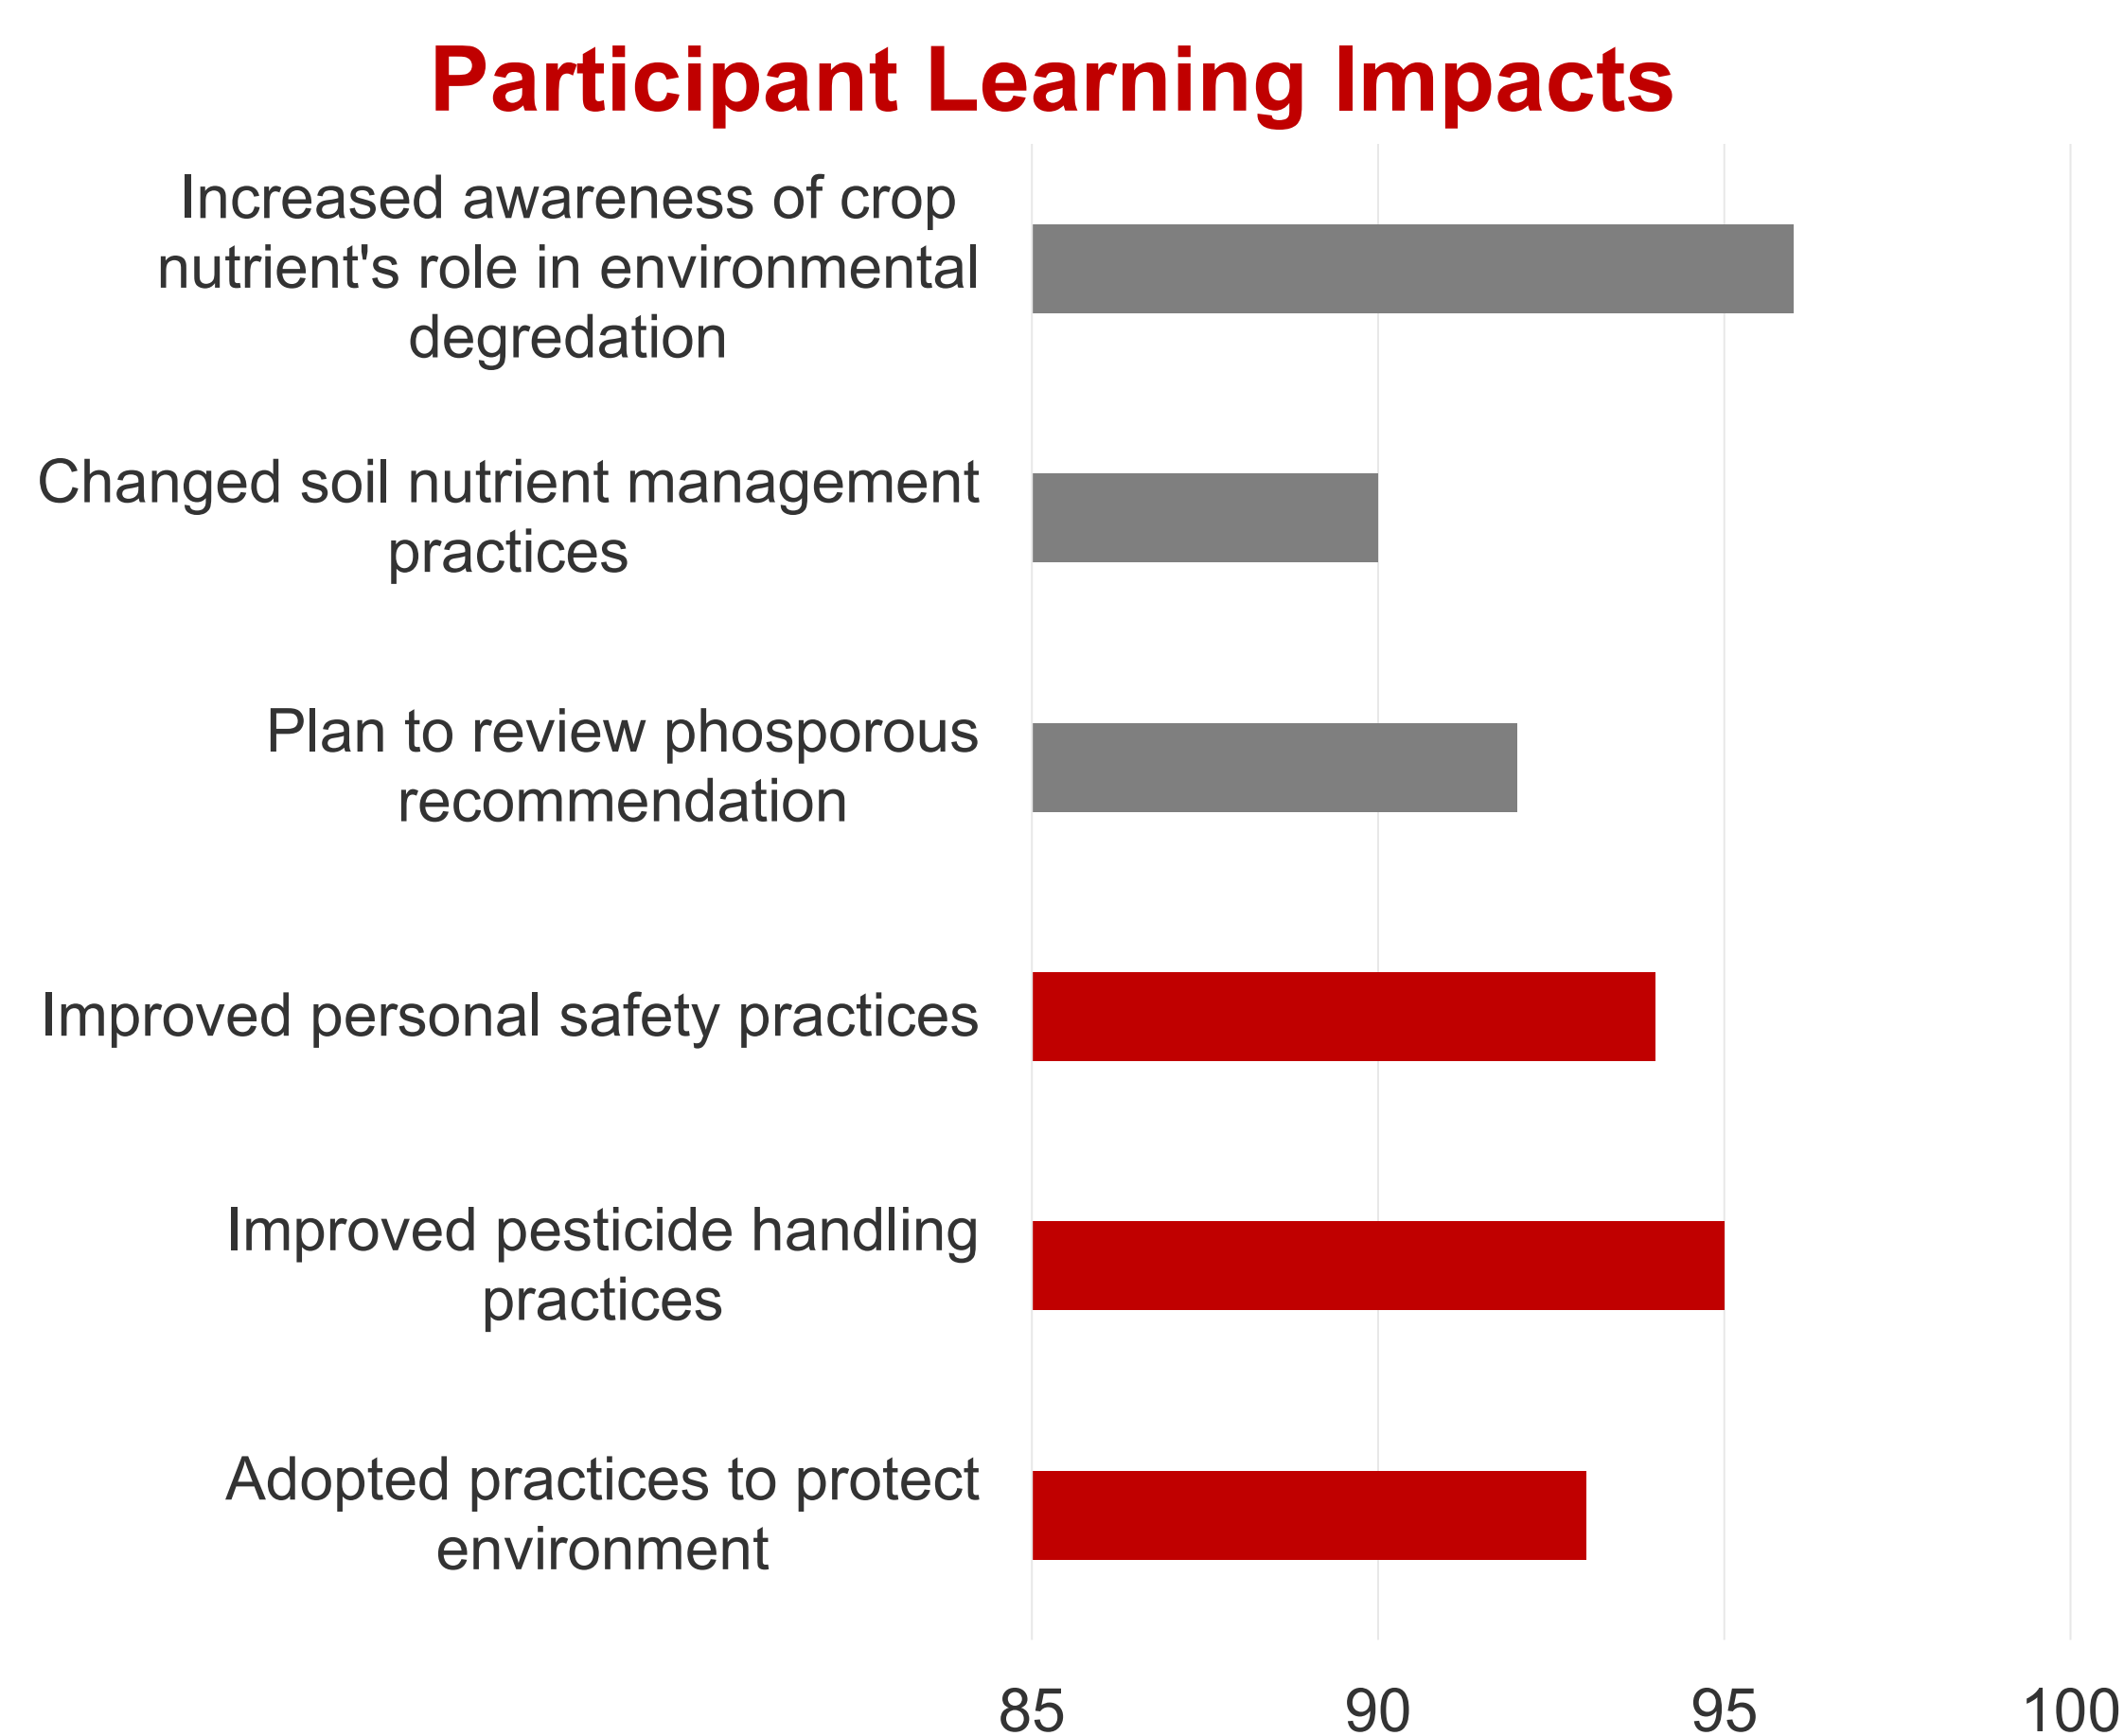 Participant Learning Impacts
Increased awareness of crop
nutrient's role in environmental
degredation
Changed soil nutrient management
practices
Plan to review phosporous
recommendation
Improved personal safety practices
Improved pesticide handling
practices
Adopted practices to protect
environment
85 90 95 100